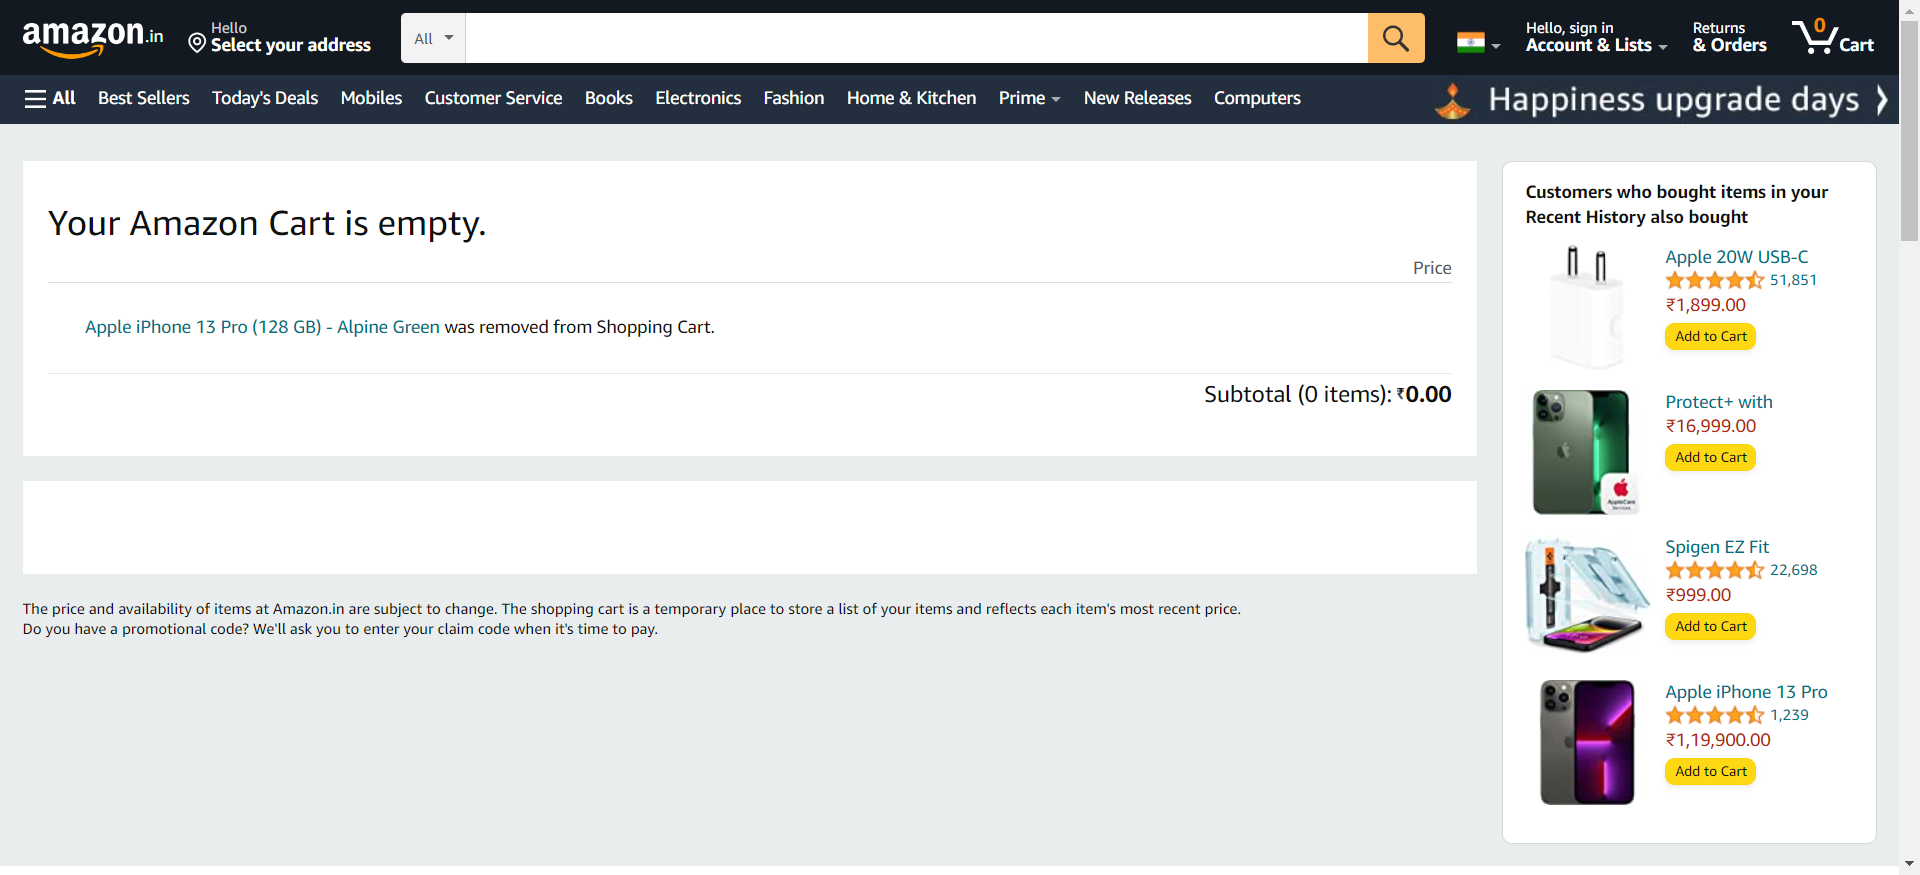 amazon.in
Hello
Select your address
All
Hello, sign in
Account & Lists
Returns
& Orders
0
Cart
All
Best Sellers
Today's Deals
Mobiles
Customer Service
Books
Electronics
Fashion
Home & Kitchen
Prime
New Releases
Computers
Happiness upgrade days
Your Amazon Cart is empty.
Price
Apple iPhone 13 Pro (128 GB) - Alpine Green was removed from Shopping Cart.
Subtotal (0 items): ₹0.00
The price and availability of items at Amazon.in are subject to change. The shopping cart is a temporary place to store a list of your items and reflects each item's most recent price.
Do you have a promotional code? We'll ask you to enter your claim code when it's time to pay.
Customers who bought items in your
Recent History also bought
Apple 20W USB-C
51,851
₹1,899.00
Add to Cart
Protect+ with
₹16,999.00
Add to Cart
AppleCare
Services
Spigen EZ Fit
22,698
₹999.00
Add to Cart
Apple iPhone 13 Pro
1,239
₹1,19,900.00
Add to Cart